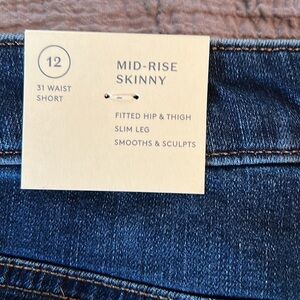 12
31 WAIST
SHORT
MID-RISE
SKINNY
FITTED HIP & THIGH
SLIM LEG
SMOOTHS & SCULPTS